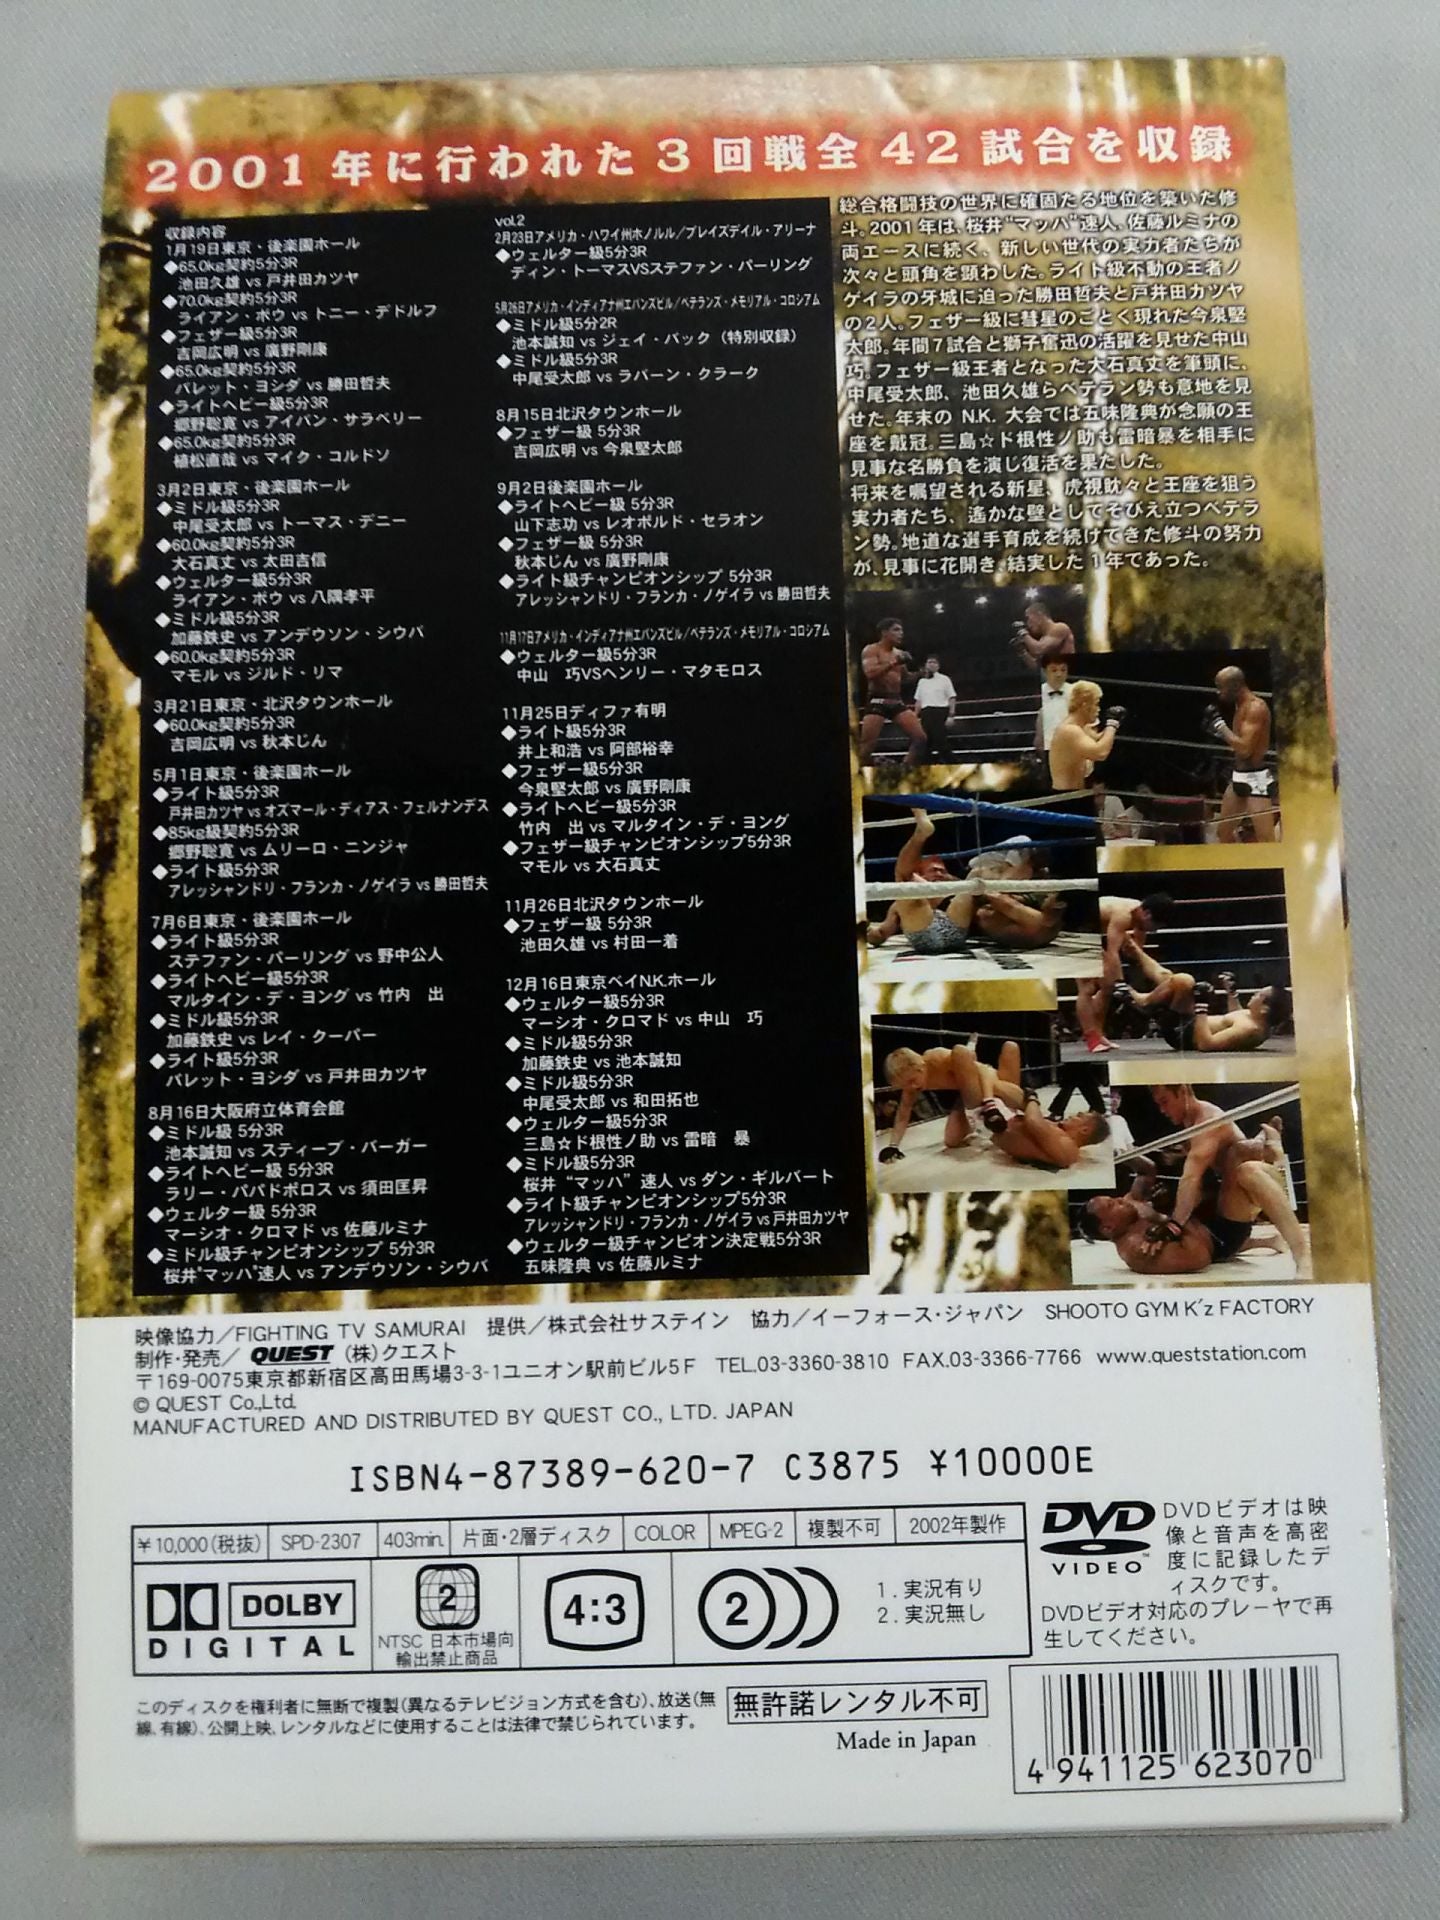 2001年に行われた3回戦全42試合を収録
収録内容
1月19日東京・後楽園ホール
◆65.0kg契約5分3R
池田久雄 vs 戸井田カツヤ
◆70.0kg契約5分3R
ライアン・ボウ vs トニー・デドルフ
◆フェザー級5分3R
吉岡広明 vs 廣野剛康
◆65.0kg契約5分3R
バレット・ヨシダ vs 勝田哲夫
◆ライトヘビー級5分3R
郷野聡寛 vs アイバン・サラベリー
◆65.0kg契約5分3R
植松直哉 vs マイク・コルドソ
3月2日東京・後楽園ホール
◆ミドル級5分3R
中尾受太郎 vs トーマス・デニー
◆60.0kg契約5分3R
大石真丈 vs 太田吉信
◆ウェルター級5分3R
ライアン・ボウ vs 八隅孝平
◆ミドル級5分3R
加藤鉄史 vs アンデウソン・シウバ
◆60.0kg契約5分3R
マモル vs ジルド・リマ
3月21日東京・北沢タウンホール
◆60.0kg契約5分3R
吉岡広明 vs 秋本じん
5月1日東京・後楽園ホール
◆ライト級5分3R
戸井田カツヤ vs オズマール・ディアス・フェルナンデス
◆85kg級契約5分3R
郷野聡寛 vs ムリーロ・ニンジャ
◆ライト級5分3R
アレッシャンドリ・フランカ・ノゲイラ vs 勝田哲夫
7月6日東京・後楽園ホール
◆ライト級5分3R
ステファン・パーリング vs 野中公人
◆ライトヘビー級5分3R
マルタイン・デ・ヨング vs 竹内 出
◆ミドル級5分3R
加藤鉄史 vs レイ・クーパー
◆ライト級5分3R
バレット・ヨシダ vs 戸井田カツヤ
8月16日大阪府立体育会館
◆ミドル級 5分3R
池本誠知 vs スティーブ・バーガー
◆ライトヘビー級 5分3R
ラリー・パパドポロス vs 須田匡昇
◆ウェルター級 5分3R
マーシオ・クロマド vs 佐藤ルミナ
◆ミドル級チャンピオンシップ 5分3R
桜井"マッハ"速人 vs アンデウソン・シウバ
vol.2
2月23日アメリカ・ハワイ州ホノルル/ブレイズデイル・アリーナ
◆ウェルター級5分3R
ディン・トーマスVSステファン・パーリング
5月26日アメリカ・インディアナ州エバンズビル/ベテランズ・メモリアル・コロシアム
◆ミドル級5分2R
池本誠知 vs ジェイ・バック (特別収録)
◆ミドル級5分3R
中尾受太郎 vs ラバーン・クラーク
8月15日北沢タウンホール
◆フェザー級 5分3R
吉岡広明 vs 今泉堅太郎
9月2日後楽園ホール
◆ライトヘビー級 5分3R
山下志功 vs レオポルド・セラオン
◆フェザー級 5分3R
秋本じん vs 廣野剛康
◆ライト級チャンピオンシップ 5分3R
アレッシャンドリ・フランカ・ノゲイラ vs 勝田哲夫
11月17日アメリカ・インディアナ州エバンズビル/ベテランズ・メモリアル・コロシアム
◆ウェルター級5分3R
中山 巧VSヘンリー・マタモロス
11月25日ディファ有明
◆ライト級5分3R
井上和浩 vs 阿部裕幸
◆フェザー級5分3R
今泉堅太郎 vs 廣野剛康
◆ライトヘビー級5分3R
竹内 出 vs マルタイン・デ・ヨング
◆フェザー級チャンピオンシップ5分3R
マモル vs 大石真丈
11月26日北沢タウンホール
◆フェザー級 5分3R
池田久雄 vs 村田一着
12月16日東京ベイN.K.ホール
◆ウェルター級5分3R
マーシオ・クロマド vs 中山 巧
◆ミドル級5分3R
加藤鉄史 vs 池本誠知
◆ミドル級5分3R
中尾受太郎 vs 和田拓也
◆ウェルター級5分3R
三島☆ド根性ノ助 vs 雷暗 暴
◆ミドル級5分3R
桜井 "マッハ" 速人 vs ダン・ギルバート
◆ライト級チャンピオンシップ5分3R
アレッシャンドリ・フランカ・ノゲイラ vs 戸井田カツヤ
◆ウェルター級チャンピオン決定戦5分3R
五味隆典 vs 佐藤ルミナ
総合格闘技の世界に確固たる地位を築いた修
斗。2001年は、桜井"マッハ"速人、佐藤ルミナの
両エースに続く、新しい世代の実力者たちが
次々と頭角を顕わした。ライト級不動の王者ノ
ゲイラの牙城に迫った勝田哲夫と戸井田カツヤ
の2人。フェザー級に彗星のごとく現れた今泉堅
太郎。年間7試合と獅子奮迅の活躍を見せた中山
巧。フェザー級王者となった大石真丈を筆頭に、
中尾受太郎、池田久雄らベテラン勢も意地を見
せた。年末の N.K. 大会では五味隆典が念願の王
座を戴冠。三島☆ド根性ノ助も雷暗暴を相手に
見事な名勝負を演じ復活を果たした。
将来を嘱望される新星、虎視眈々と王座を狙う
実力者たち、遙かな壁としてそびえ立つベテラ
ン勢。地道な選手育成を続けてきた修斗の努力
が、見事に花開き、結実した1年であった。
映像協力/FIGHTING TV SAMURAI 提供/株式会社サステイン 協力/イーフォース・ジャパン SHOOTO GYM K'z FACTORY
制作・発売/ QUEST (株)クエスト
〒169-0075東京都新宿区高田馬場3-3-1ユニオン駅前ビル5F TEL.03-3360-3810 FAX.03-3366-7766 www.queststation.com
© QUEST Co.,Ltd.
MANUFACTURED AND DISTRIBUTED BY QUEST CO., LTD. JAPAN
ISBN4-87389-620-7 C3875 ¥10000E
¥10,000(税抜) SPD-2307 403min. 片面・2層ディスク COLOR MPEG-2 複製不可 2002年製作
DOLBY
DIGITAL
2
NTSC 日本市場向
輸出禁止商品
4:3
2
1. 実況有り
2. 実況無し
DVD
VIDEO
DVDビデオは映
像と音声を高密
度に記録したデ
ィスクです。
DVDビデオ対応のプレーヤで再
生してください。
このディスクを権利者に無断で複製(異なるテレビジョン方式を含む)、放送(無
線、有線)、公開上映、レンタルなどに使用することは法律で禁じられています。
無許諾レンタル不可
Made in Japan
4 941125 623070